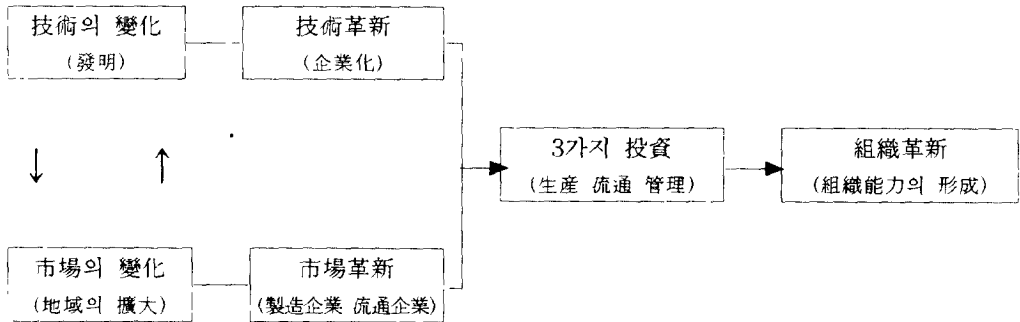 技術의 變化
(發明)
技術革新
(企業化)
3가지 投資
(生産 流通 管理)
組織革新
(組織能力의 形成)
市場의 變化
(地域의 擴大)
市場革新
(製造企業 流通企業)